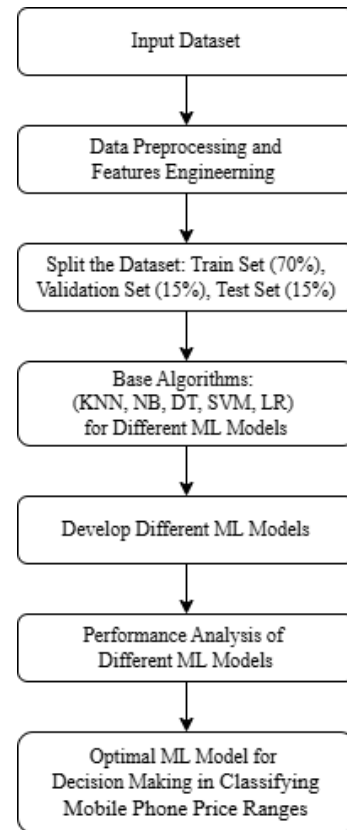 Input Dataset
Data Preprocessing and
Features Engineerning
Split the Dataset: Train Set (70%),
Validation Set (15%), Test Set (15%)
Base Algorithms:
(KNN, NB, DT, SVM, LR)
for Different ML Models
Develop Different ML Models
Performance Analysis of
Different ML Models
Optimal ML Model for
Decision Making in Classifying
Mobile Phone Price Ranges